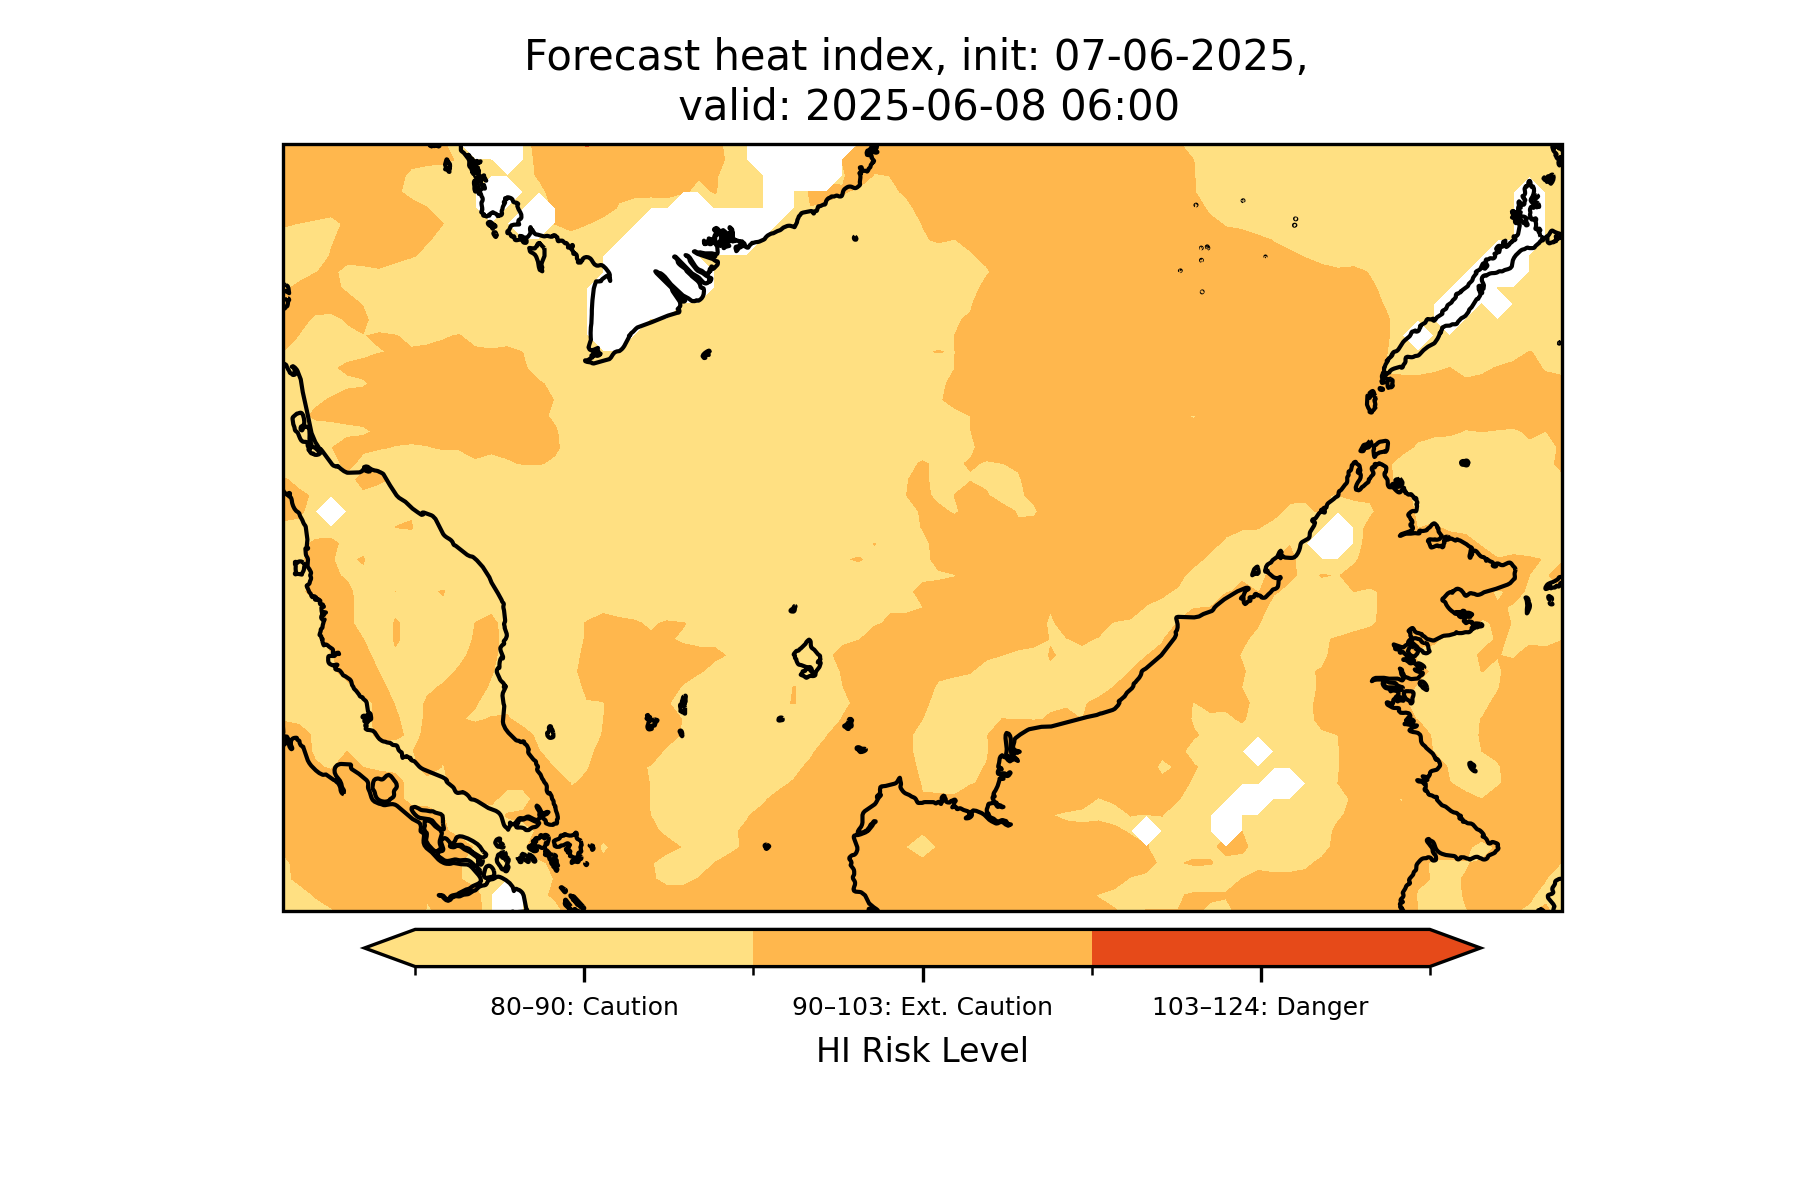 Forecast heat index, init: 07-06-2025,
valid: 2025-06-08 06:00
80–90: Caution
90–103: Ext. Caution
103–124: Danger
HI Risk Level